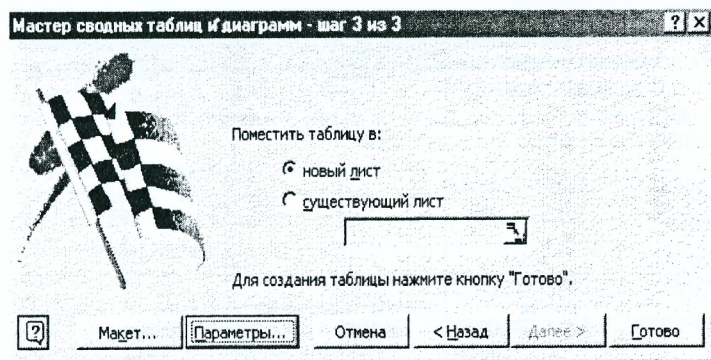 Мастер сводных таблиц и диаграмм - шаг 3 из 3
Поместить таблицу в:
новый лист
существующий лист
Для создания таблицы нажмите кнопку "Готово".
Макет... Параметры... Отмена < Назад Далее > Готово